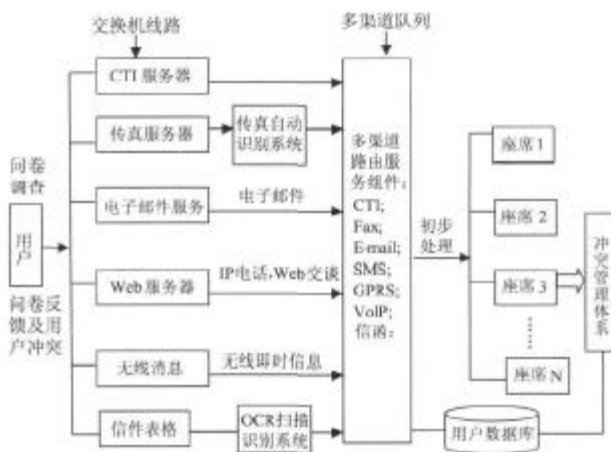 交换机线路
多渠道队列
CTI 服务器
传真服务器
传真自动
识别系统
问卷
调查
用户
问卷反
馈及用
户冲突
电子邮件服务
电子邮件
Web 服务器
IP电话,Web交谈
无线消息
无线即时信息
信件表格
OCR扫描
识别系统
多渠道
路由服
务组件:
CTI;
Fax;
E-mail;
SMS;
GPRS;
VoIP;
信函:
初步
处理
座席 1
座席 2
座席 3
座席 N
用户数据库
冲突管理体系